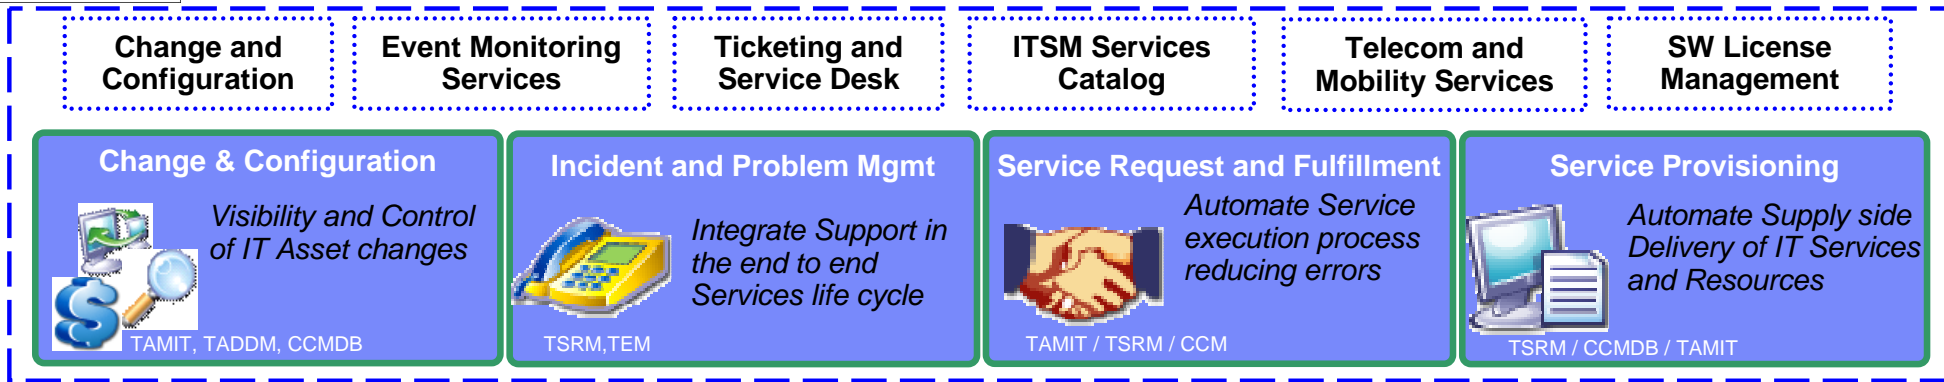 Change and
Configuration
Event Monitoring
Services
Ticketing and
Service Desk
ITSM Services
Catalog
Telecom and
Mobility Services
SW License
Management
Change & Configuration
Visibility and Control
of IT Asset changes
TAMIT, TADDM, CCMDB
Incident and Problem Mgmt
Integrate Support in
the end to end
Services life cycle
TSRM,TEM
Service Request and Fulfillment
Automate Service
execution process
reducing errors
TAMIT / TSRM / CCM
Service Provisioning
Automate Supply side
Delivery of IT Services
and Resources
TSRM / CCMDB / TAMIT